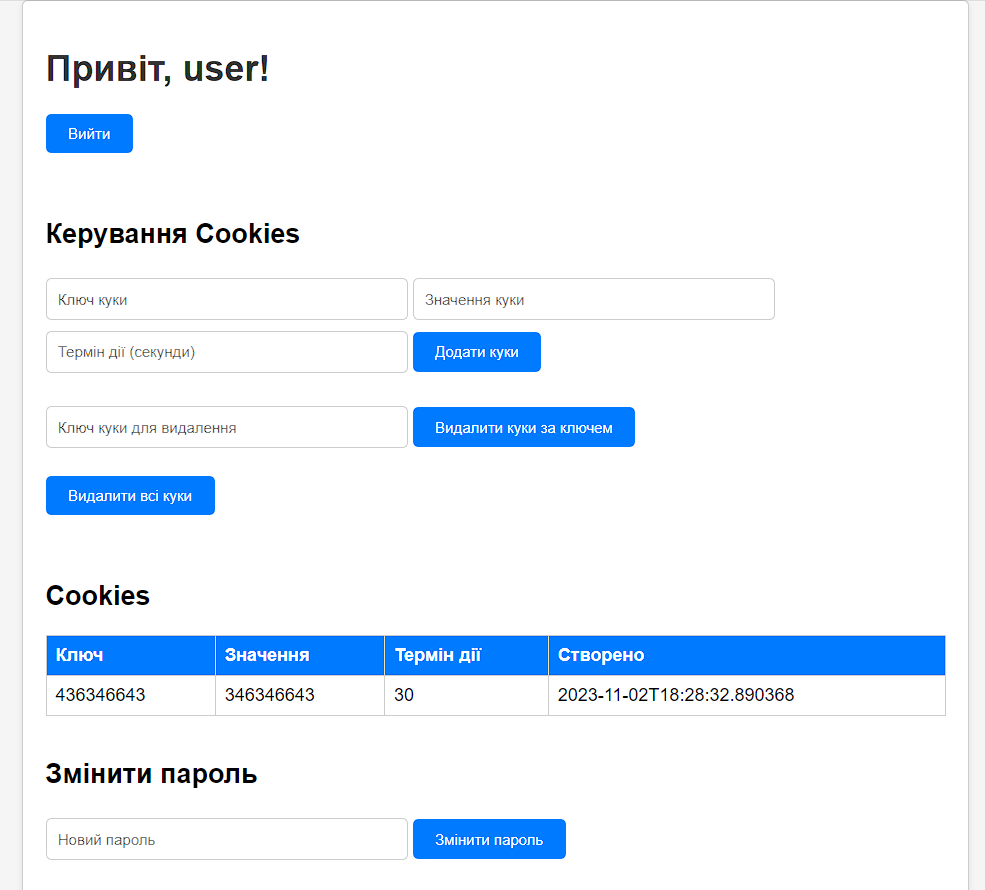 Привіт, user!
Вийти
Керування Cookies
Ключ куки Значення куки
Термін дії (секунди) Додати куки
Ключ куки для видалення Видалити куки за ключем
Видалити всі куки
Cookies
Ключ Значення Термін дії Створено
436346643 346346643 30 2023-11-02T18:28:32.890368
Змінити пароль
Новий пароль Змінити пароль